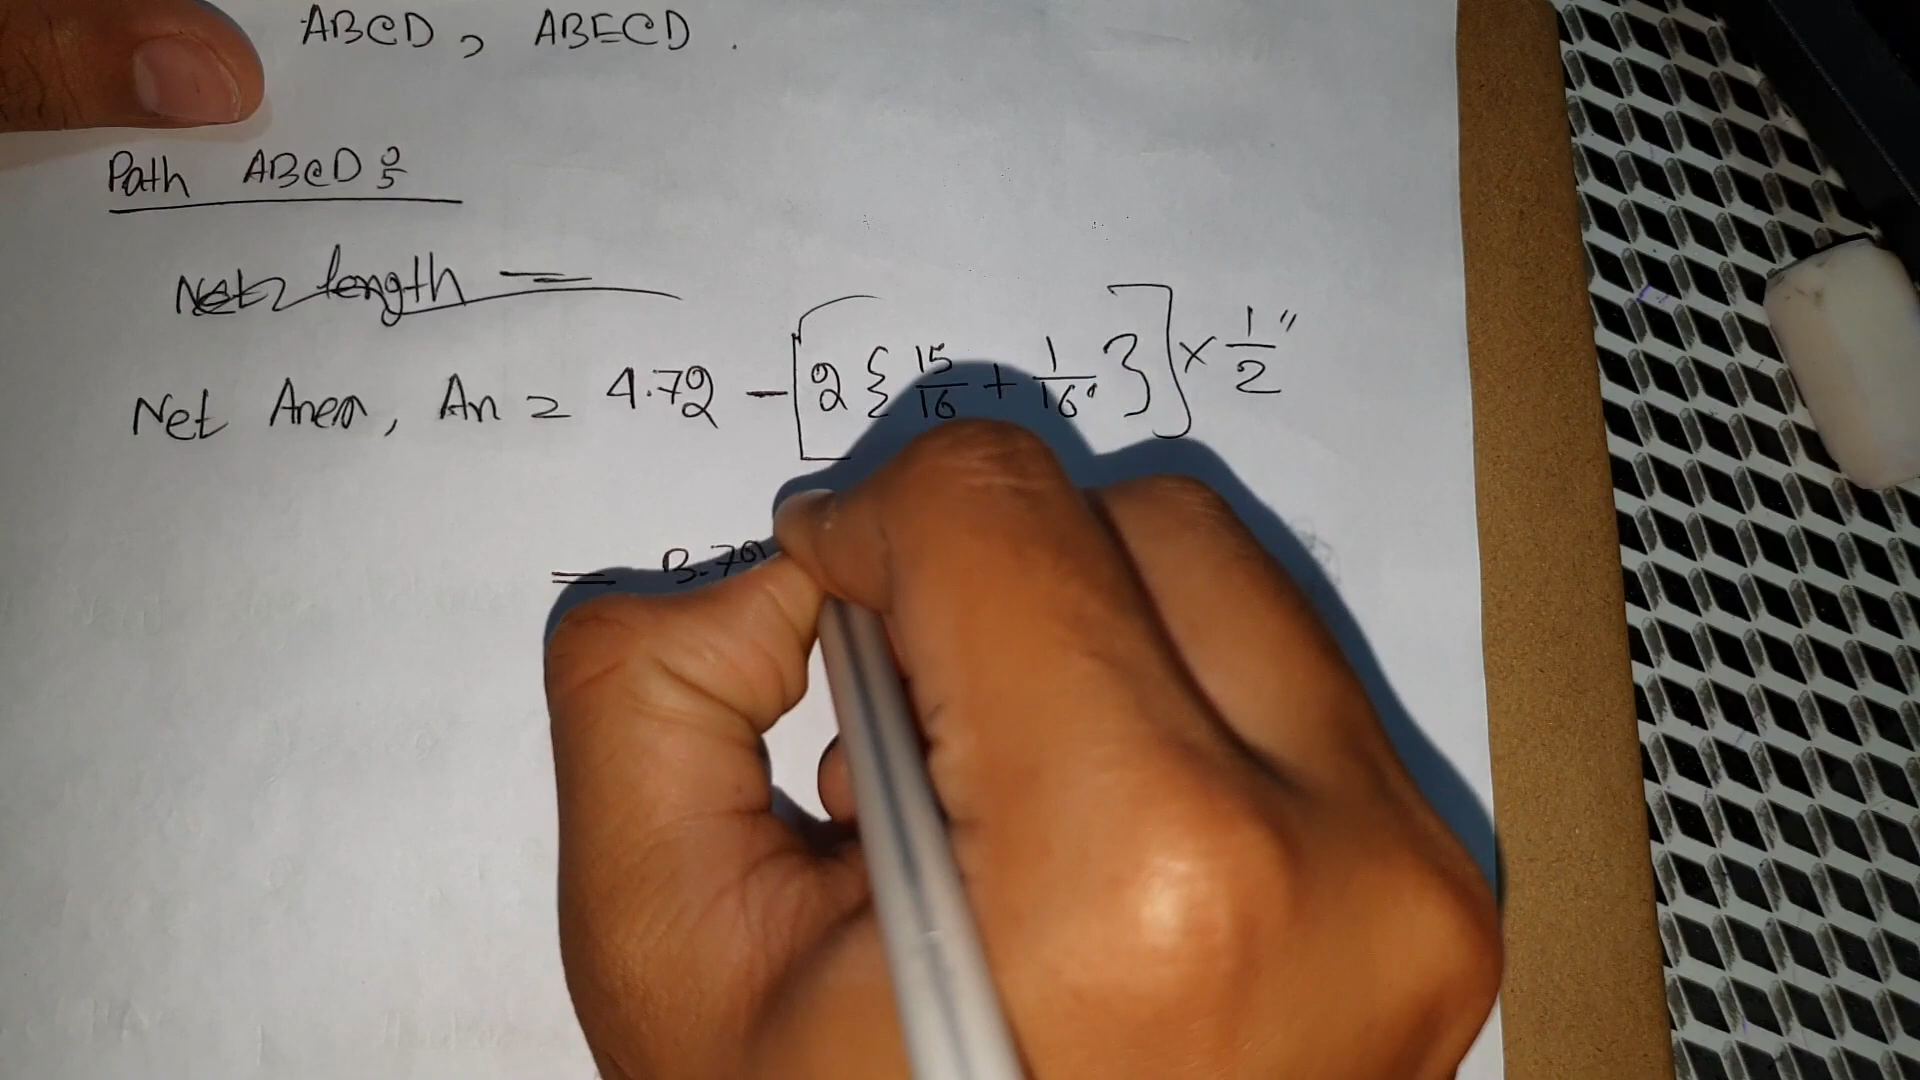 ABCD, ABECD.
Path ABCD:
Net length =
Net Area, An = 4.72 - [2{15/16 + 1/16"}] × 1/2"
= 3.72